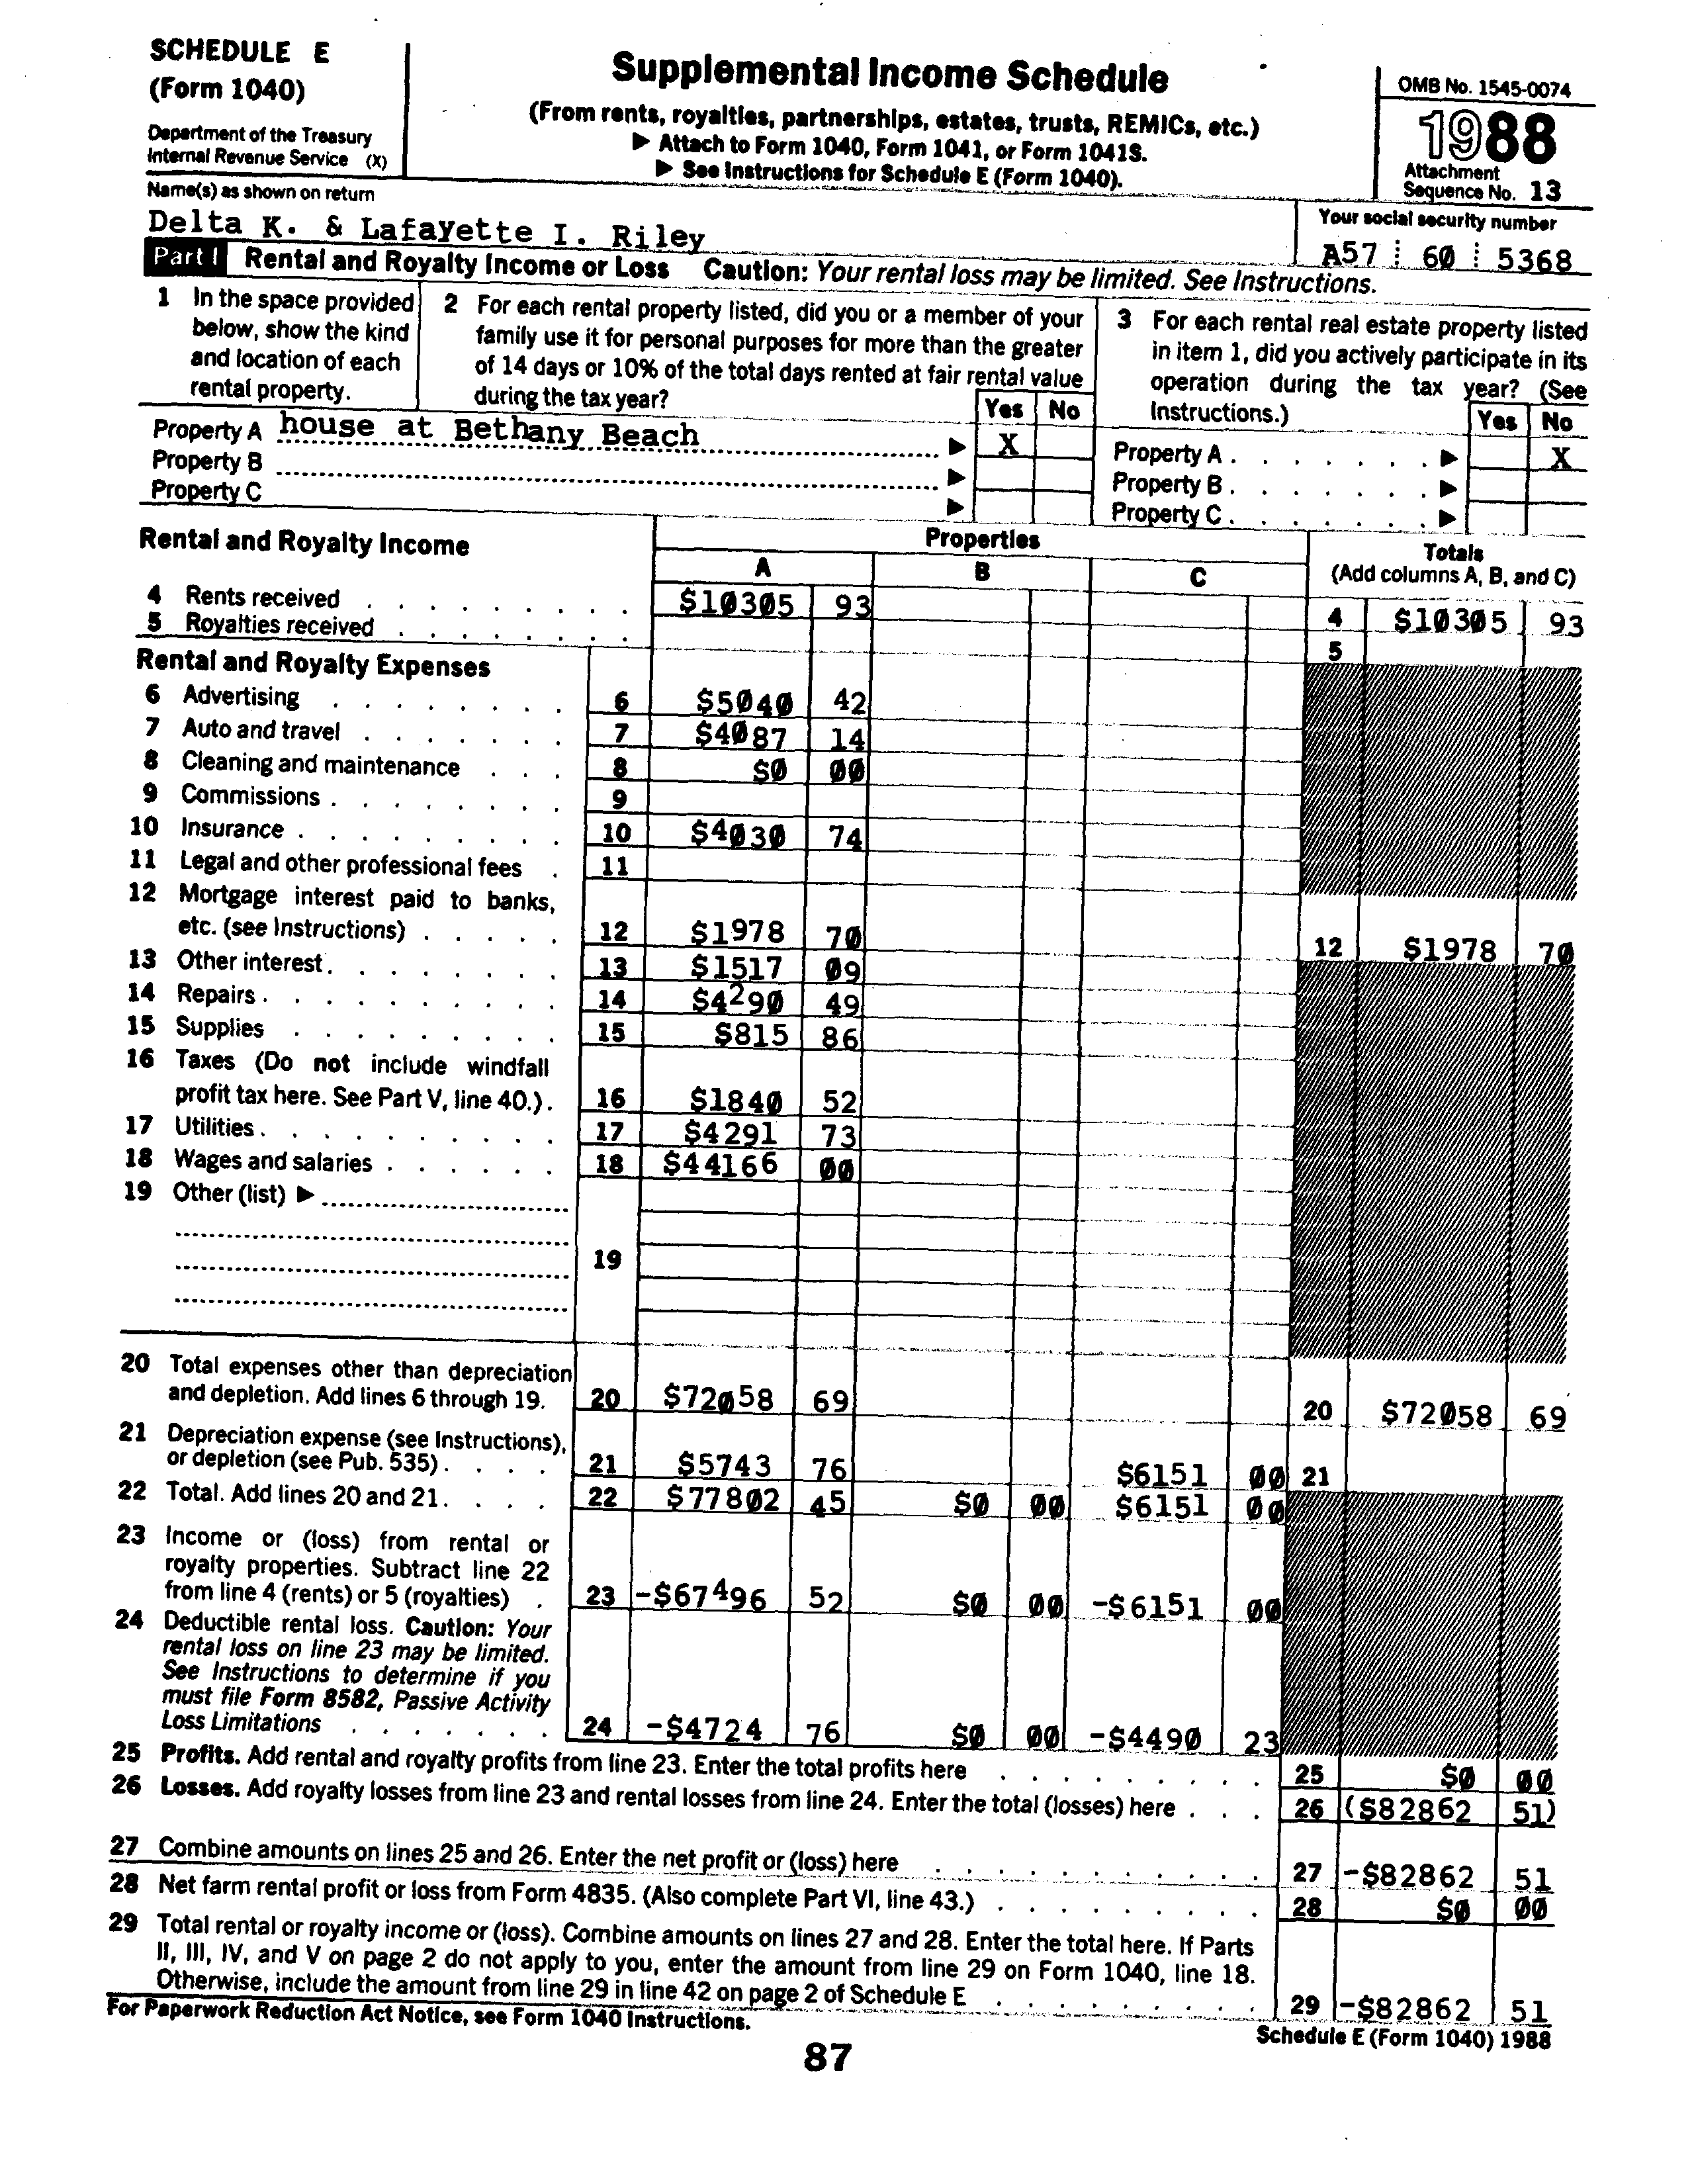 SCHEDULE E
(Form 1040)
Department of the Treasury
Internal Revenue Service (X)
Supplemental Income Schedule
(From rents, royalties, partnerships, estates, trusts, REMICs, etc.)
▶ Attach to Form 1040, Form 1041, or Form 1041S.
▶ See Instructions for Schedule E (Form 1040).
OMB No. 1545-0074
1988
Attachment
Sequence No. 13
Name(s) as shown on return
Delta K. & Lafayette I. Riley
Your social security number
A57 60 5368
Part I Rental and Royalty Income or Loss Caution: Your rental loss may be limited. See Instructions.
1 In the space provided
below, show the kind
and location of each
rental property.
2 For each rental property listed, did you or a member of your
family use it for personal purposes for more than the greater
of 14 days or 10% of the total days rented at fair rental value
during the tax year?
Yes No
3 For each rental real estate property listed
in item 1, did you actively participate in its
operation during the tax year? (See
Instructions.)
Yes No
Property A house at Bethany Beach ▶ X
Property B ▶
Property C ▶
Property A . . . . . . . ▶ X
Property B . . . . . . . ▶
Property C . . . . . . . ▶
Rental and Royalty Income
Properties
A B C
Totals
(Add columns A, B, and C)
4 Rents received . . . . . . . . . $10305 93 4 $10305 93
5 Royalties received . . . . . . . . 5
Rental and Royalty Expenses
6 Advertising . . . . . . . . 6 $5040 42
7 Auto and travel . . . . . . . 7 $4087 14
8 Cleaning and maintenance . . . 8 $0 00
9 Commissions . . . . . . . . 9
10 Insurance . . . . . . . . . 10 $4030 74
11 Legal and other professional fees . 11
12 Mortgage interest paid to banks,
etc. (see Instructions) . . . . . 12 $1978 70 12 $1978 70
13 Other interest. . . . . . . . 13 $1517 09
14 Repairs . . . . . . . . . . 14 $4290 49
15 Supplies . . . . . . . . . 15 $815 86
16 Taxes (Do not include windfall
profit tax here. See Part V, line 40.) . 16 $1840 52
17 Utilities . . . . . . . . . . 17 $4291 73
18 Wages and salaries . . . . . . 18 $44166 00
19 Other (list) ▶
19
20 Total expenses other than depreciation
and depletion. Add lines 6 through 19. 20 $72058 69 20 $72058 69
21 Depreciation expense (see Instructions),
or depletion (see Pub. 535) . . . . 21 $5743 76 $6151 00 21
22 Total. Add lines 20 and 21. . . . 22 $77802 45 $0 00 $6151 00
23 Income or (loss) from rental or
royalty properties. Subtract line 22
from line 4 (rents) or 5 (royalties) . 23 -$67496 52 $0 00 -$6151 00
24 Deductible rental loss. Caution: Your
rental loss on line 23 may be limited.
See Instructions to determine if you
must file Form 8582, Passive Activity
Loss Limitations . . . . . . . 24 -$4724 76 $0 00 -$4490 23
25 Profits. Add rental and royalty profits from line 23. Enter the total profits here . . . . . . . . . 25 $0 00
26 Losses. Add royalty losses from line 23 and rental losses from line 24. Enter the total (losses) here . . . 26 ($82862 51)
27 Combine amounts on lines 25 and 26. Enter the net profit or (loss) here . . . . . . . . . . . 27 -$82862 51
28 Net farm rental profit or loss from Form 4835. (Also complete Part VI, line 43.) . . . . . . . . . 28 $0 00
29 Total rental or royalty income or (loss). Combine amounts on lines 27 and 28. Enter the total here. If Parts
II, III, IV, and V on page 2 do not apply to you, enter the amount from line 29 on Form 1040, line 18.
Otherwise, include the amount from line 29 in line 42 on page 2 of Schedule E . . . . . . . . . 29 -$82862 51
For Paperwork Reduction Act Notice, see Form 1040 Instructions.
Schedule E (Form 1040) 1988
87